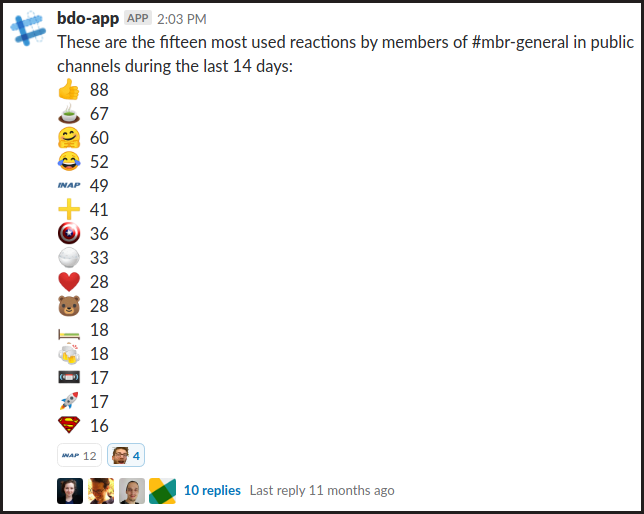 bdo-app APP 2:03 PM
These are the fifteen most used reactions by members of #mbr-general in public
channels during the last 14 days:
👍 88
🍵 67
🤗 60
😂 52
INAP 49
➕ 41
36
33
❤️ 28
🐻 28
18
18
📼 17
🚀 17
16
INAP 12 4
10 replies Last reply 11 months ago